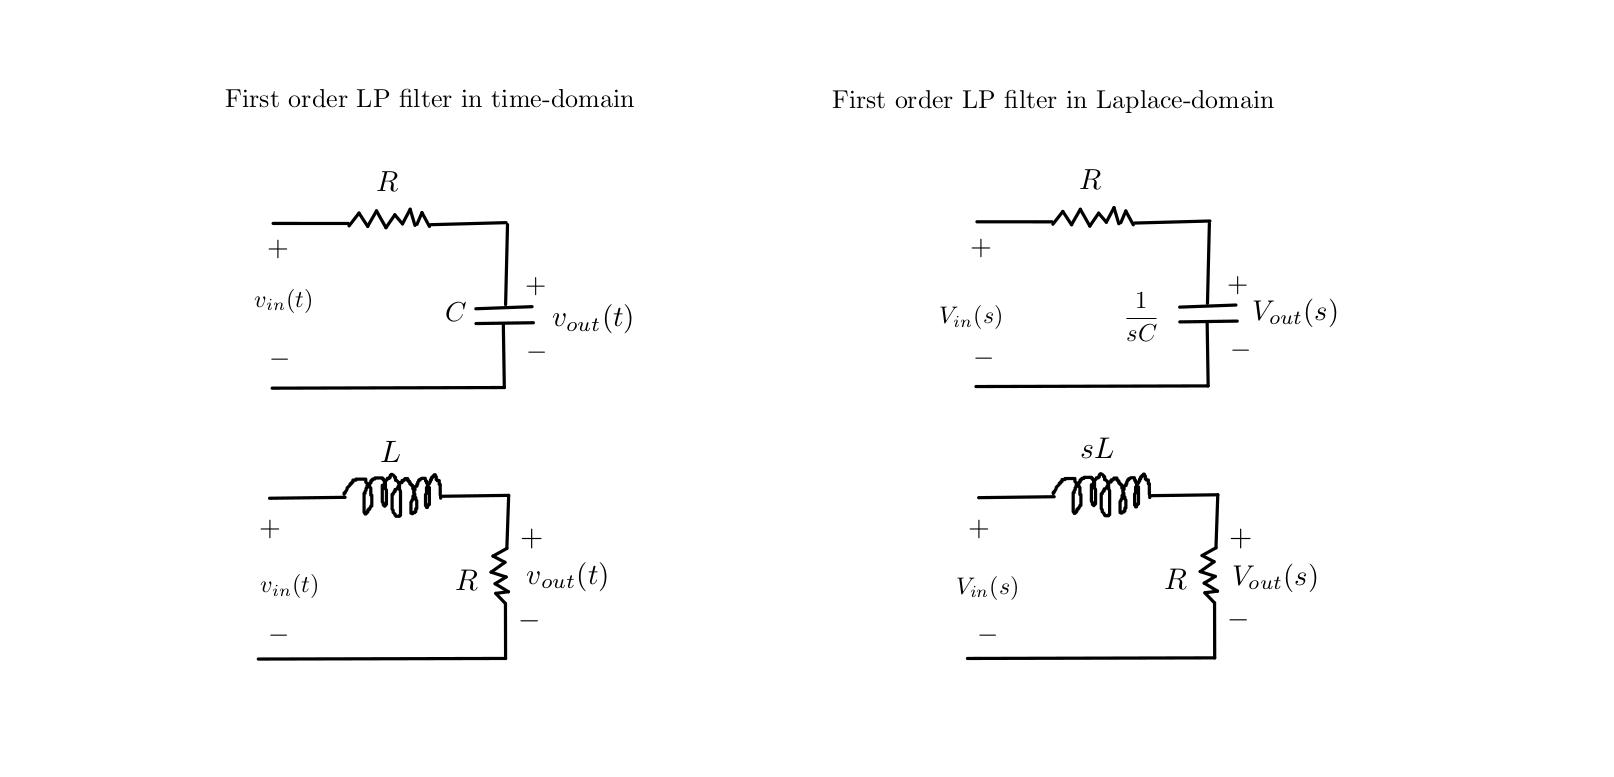 First order LP filter in time-domain
First order LP filter in Laplace-domain
R
+
v_{in}(t)
−
C
+
v_{out}(t)
−
R
+
V_{in}(s)
−
\frac{1}{sC}
+
V_{out}(s)
−
L
+
v_{in}(t)
−
R
+
v_{out}(t)
−
sL
+
V_{in}(s)
−
R
+
V_{out}(s)
−